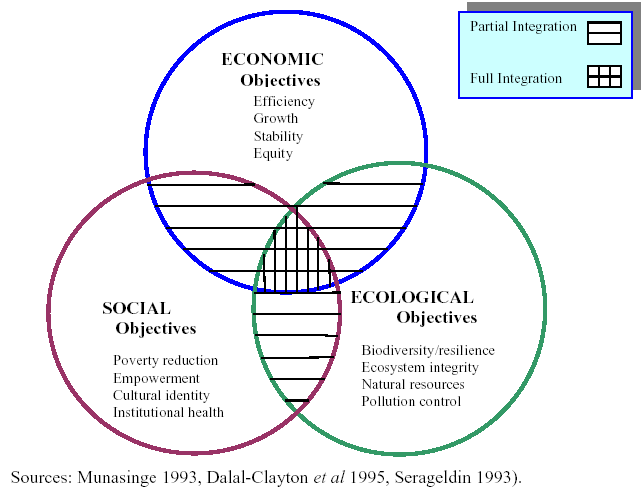 Partial Integration
Full Integration
ECONOMIC
Objectives
Efficiency
Growth
Stability
Equity
SOCIAL
Objectives
Poverty reduction
Empowerment
Cultural identity
Institutional health
ECOLOGICAL
Objectives
Biodiversity/resilience
Ecosystem integrity
Natural resources
Pollution control
Sources: Munasinge 1993, Dalal-Clayton et al 1995, Serageldin 1993).